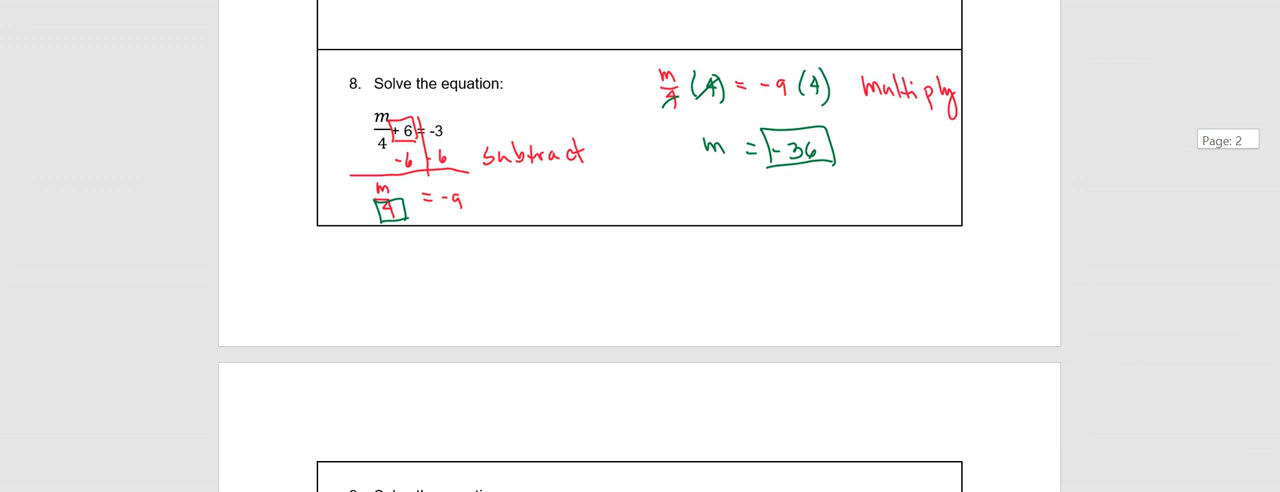 8. Solve the equation:
m/4 + 6 = -3
-6 | -6 subtract
m/4 = -9
m/4 (4) = -9 (4) multiply
m = -36
Page: 2